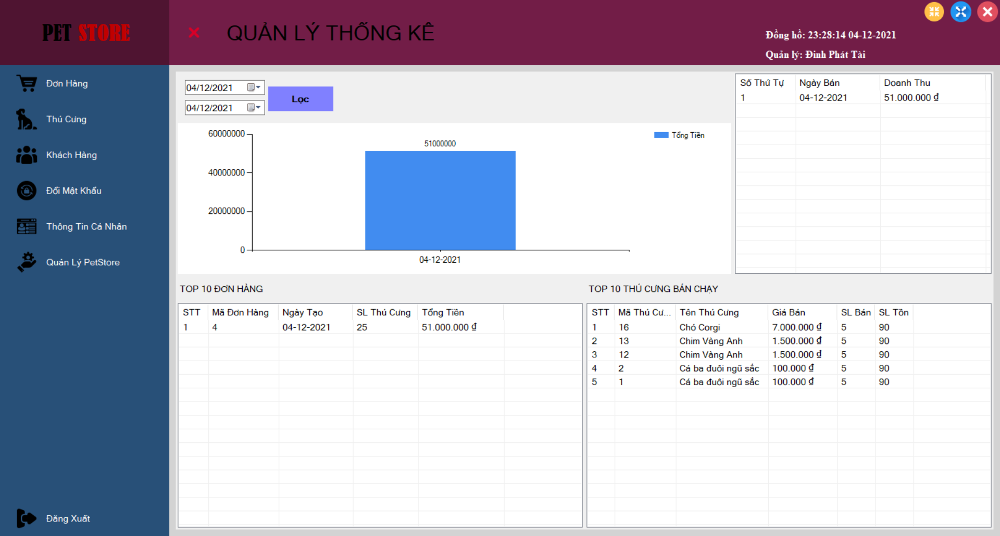 PET STORE
QUẢN LÝ THỐNG KÊ
Đồng hồ: 23:28:14 04-12-2021
Quản lý: Đinh Phát Tài
Đơn Hàng
Thú Cưng
Khách Hàng
Đổi Mật Khẩu
Thông Tin Cá Nhân
Quản Lý PetStore
Đăng Xuất
04/12/2021
04/12/2021
Lọc
60000000
40000000
20000000
0
51000000
04-12-2021
Tổng Tiền
Số Thứ Tự Ngày Bán Doanh Thu
1 04-12-2021 51.000.000 ₫
TOP 10 ĐƠN HÀNG
STT Mã Đơn Hàng Ngày Tạo SL Thú Cưng Tổng Tiền
1 4 04-12-2021 25 51.000.000 ₫
TOP 10 THÚ CƯNG BÁN CHẠY
STT Mã Thú Cư... Tên Thú Cưng Giá Bán SL Bán SL Tồn
1 16 Chó Corgi 7.000.000 ₫ 5 90
2 13 Chim Vàng Anh 1.500.000 ₫ 5 90
3 12 Chim Vàng Anh 1.500.000 ₫ 5 90
4 2 Cá ba đuôi ngũ sắc 100.000 ₫ 5 90
5 1 Cá ba đuôi ngũ sắc 100.000 ₫ 5 90